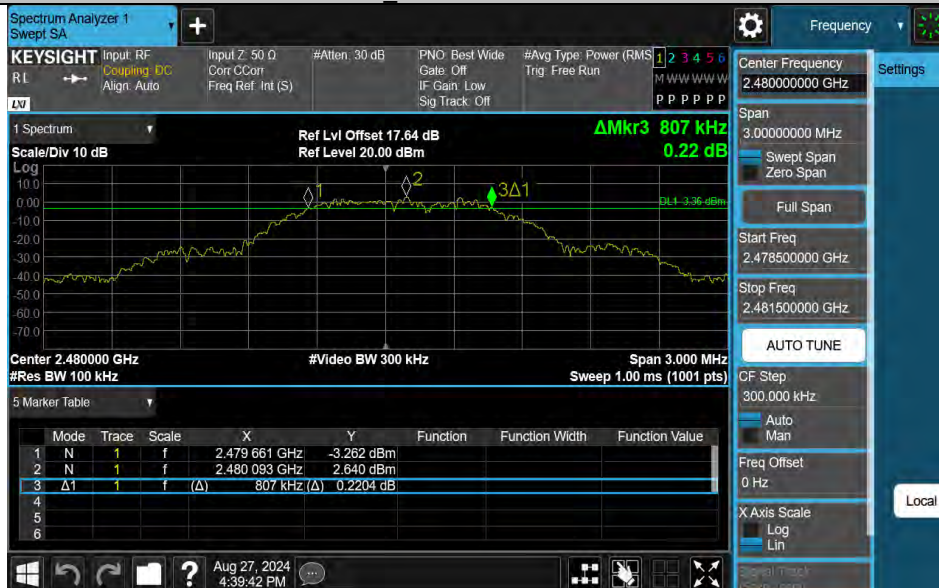 Spectrum Analyzer 1
Swept SA
+
Frequency
KEYSIGHT Input: RF
Coupling: DC
Align: Auto
RL
LXI
Input Z: 50 Ω
Corr CCorr
Freq Ref: Int (S)
#Atten: 30 dB
PNO: Best Wide
Gate: Off
IF Gain: Low
Sig Track: Off
#Avg Type: Power (RMS
Trig: Free Run
1 2 3 4 5 6
M W W W W W
P P P P P P
Center Frequency
2.480000000 GHz
Settings
Span
3.00000000 MHz
Swept Span
Zero Span
Full Span
Start Freq
2.478500000 GHz
Stop Freq
2.481500000 GHz
AUTO TUNE
CF Step
300.000 kHz
Auto
Man
Freq Offset
0 Hz
X Axis Scale
Log
Lin
Signal Track
Local
1 Spectrum
Scale/Div 10 dB
Log
Ref Lvl Offset 17.64 dB
Ref Level 20.00 dBm
ΔMkr3 807 kHz
0.22 dB
10.0
0.00
-10.0
-20.0
-30.0
-40.0
-50.0
-60.0
-70.0
1
2
3Δ1
DL1 -3.36 dBm
Center 2.480000 GHz
#Res BW 100 kHz
#Video BW 300 kHz
Span 3.000 MHz
Sweep 1.00 ms (1001 pts)
5 Marker Table
Mode Trace Scale X Y Function Function Width Function Value
1 N 1 f 2.479 661 GHz -3.262 dBm
2 N 1 f 2.480 093 GHz 2.640 dBm
3 Δ1 1 f (Δ) 807 kHz (Δ) 0.2204 dB
4
5
6
?
Aug 27, 2024
4:39:42 PM